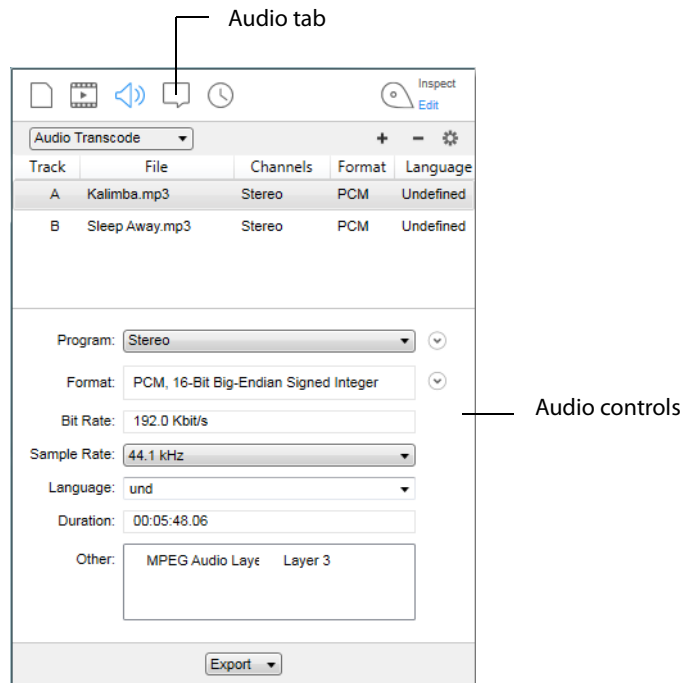 Audio tab
Inspect
Edit
Audio Transcode
Track File Channels Format Language
A Kalimba.mp3 Stereo PCM Undefined
B Sleep Away.mp3 Stereo PCM Undefined
Program: Stereo
Format: PCM, 16-Bit Big-Endian Signed Integer
Audio controls
Bit Rate: 192.0 Kbit/s
Sample Rate: 44.1 kHz
Language: und
Duration: 00:05:48.06
Other: MPEG Audio Laye Layer 3
Export